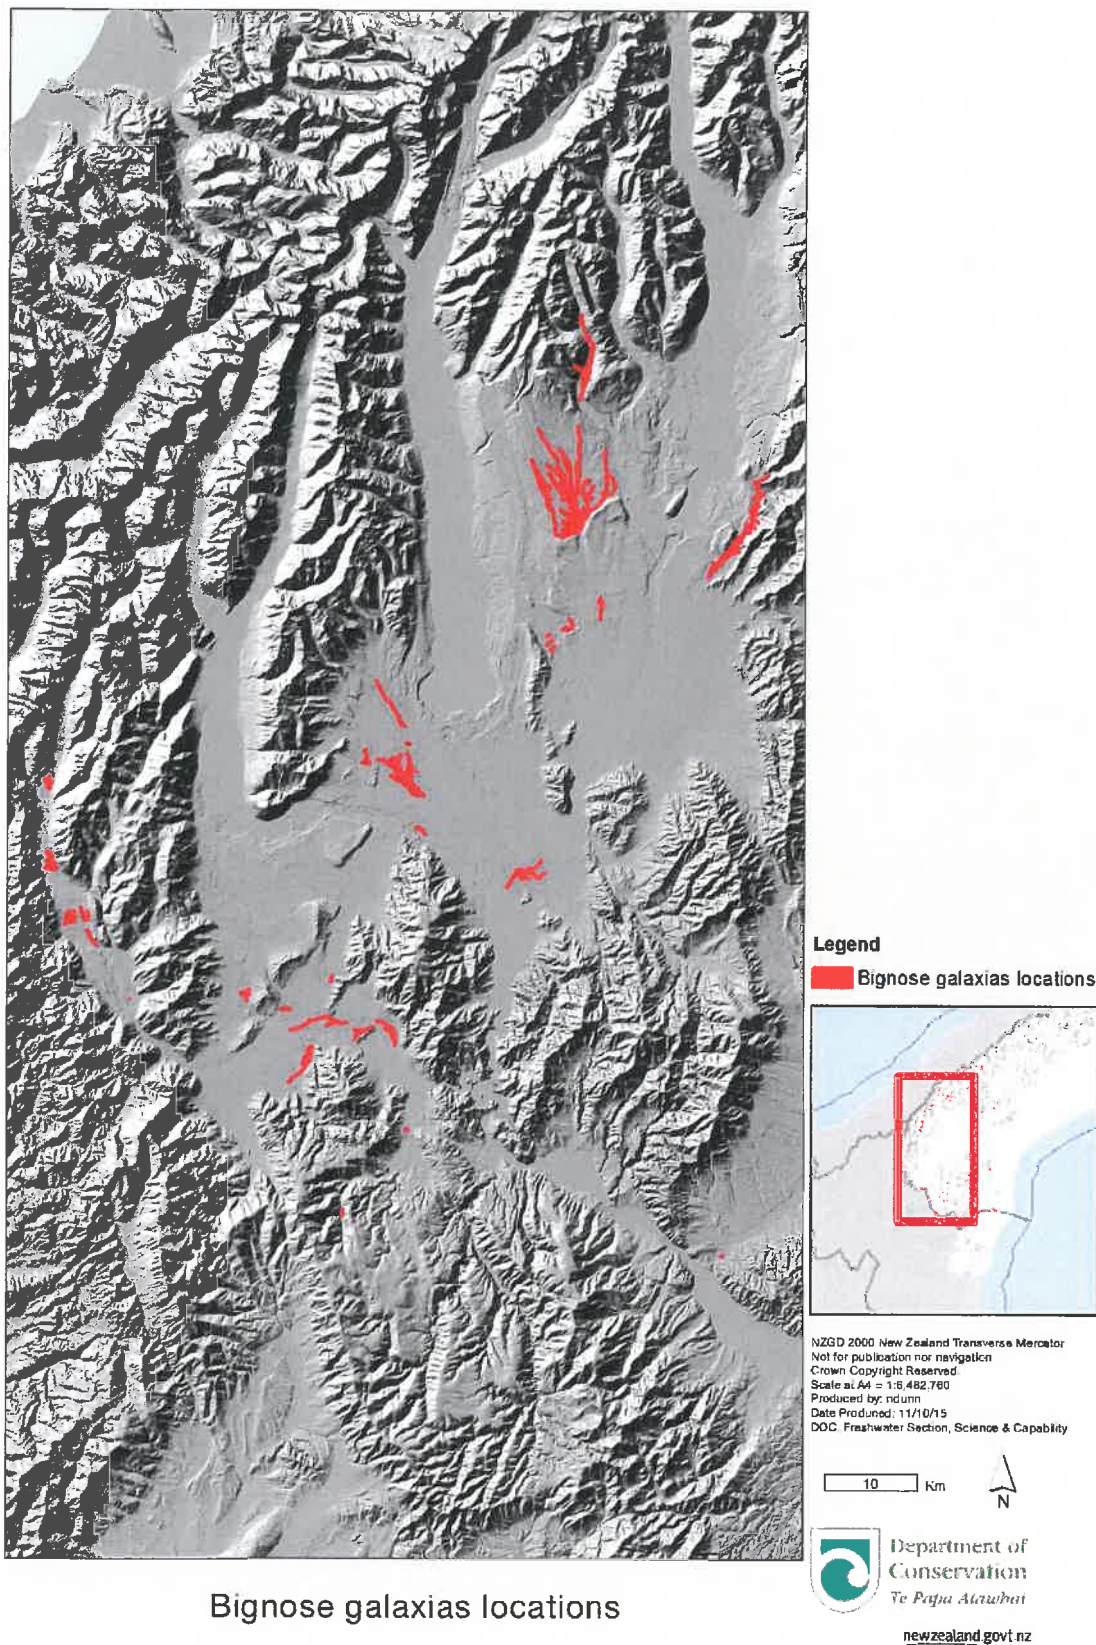 Legend
Bignose galaxias locations
NZGD 2000 New Zealand Transverse Mercator
Not for publication nor navigation
Crown Copyright Reserved
Scale at A4 = 1:6,482,760
Produced by: ndunn
Date Produced: 11/10/15
DOC, Freshwater Section, Science & Capability
10 Km
N
Department of
Conservation
Te Papa Atawhai
newzealand.govt.nz
Bignose galaxias locations